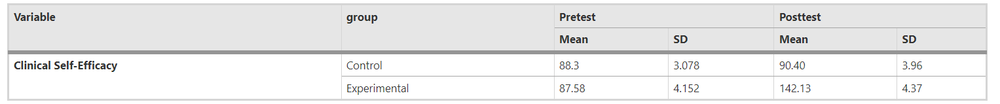 Variable group Pretest Posttest
Mean SD Mean SD
Clinical Self-Efficacy Control 88.3 3.078 90.40 3.96
Experimental 87.58 4.152 142.13 4.37